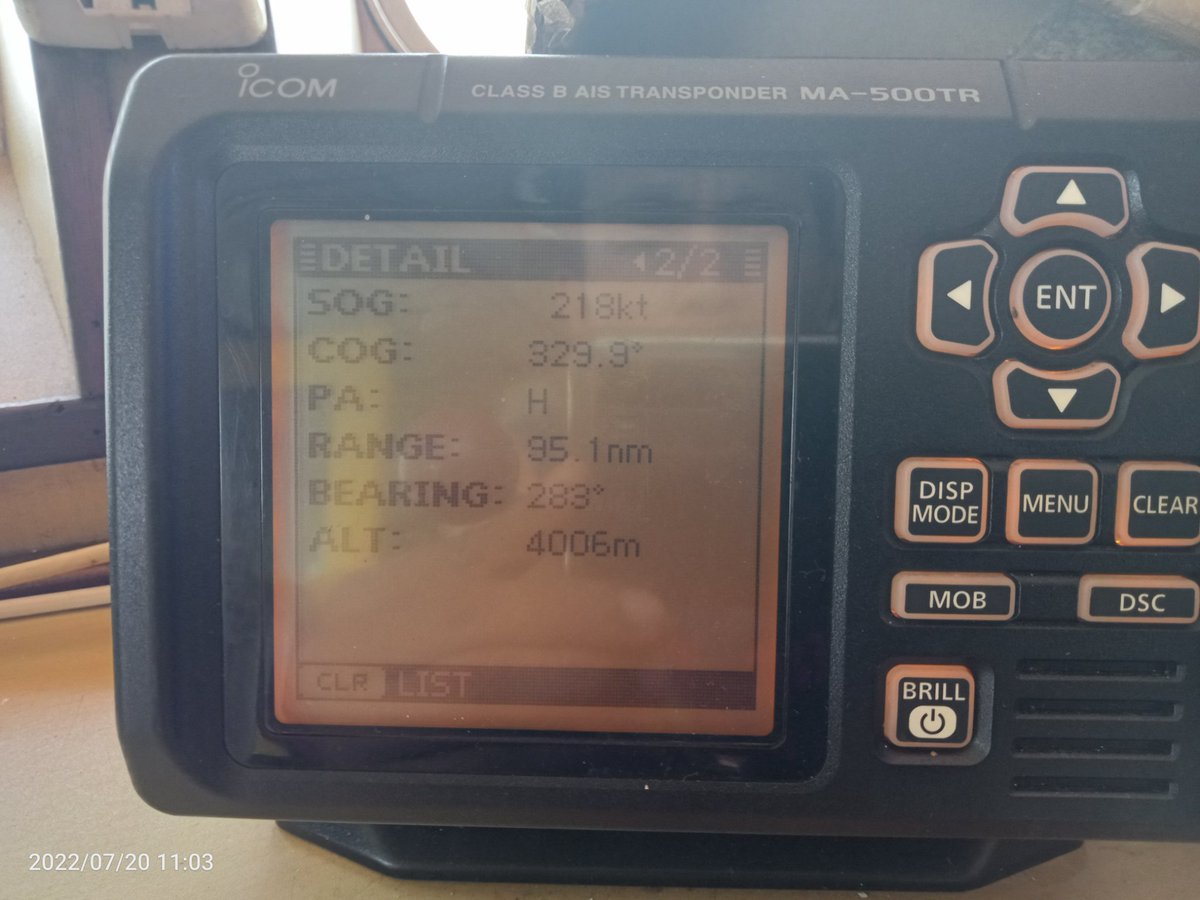 iCOM
CLASS B AIS TRANSPONDER MA-500TR
DETAIL 2/2
SOG: 218kt
COG: 329.9°
PA: H
RANGE: 95.1nm
BEARING: 283°
ALT: 4006m
CLR LIST
ENT
DISP MODE
MENU
CLEAR
MOB
DSC
BRILL
2022/07/20 11:03